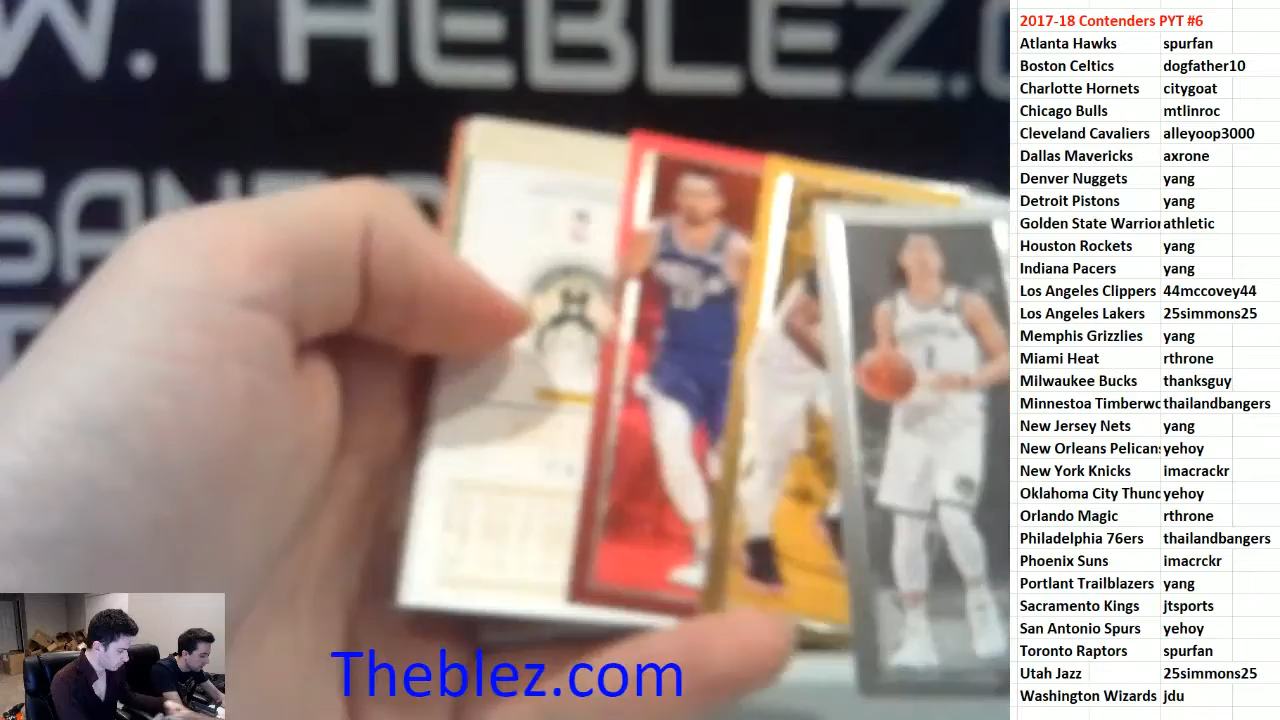 W.THEBLEZ.C
2017-18 Contenders PYT #6
Atlanta Hawks spurfan
Boston Celtics dogfather10
Charlotte Hornets citygoat
Chicago Bulls mtlinroc
Cleveland Cavaliers alleyoop3000
Dallas Mavericks axrone
Denver Nuggets yang
Detroit Pistons yang
Golden State Warrior athletic
Houston Rockets yang
Indiana Pacers yang
Los Angeles Clippers 44mccovey44
Los Angeles Lakers 25simmons25
Memphis Grizzlies yang
Miami Heat rthrone
Milwaukee Bucks thanksguy
Minnestoa Timberwo thailandbangers
New Jersey Nets yang
New Orleans Pelicans yehoy
New York Knicks imacrackr
Oklahoma City Thund yehoy
Orlando Magic rthrone
Philadelphia 76ers thailandbangers
Phoenix Suns imacrckr
Portlant Trailblazers yang
Sacramento Kings jtsports
San Antonio Spurs yehoy
Toronto Raptors spurfan
Utah Jazz 25simmons25
Washington Wizards jdu
Theblez.com